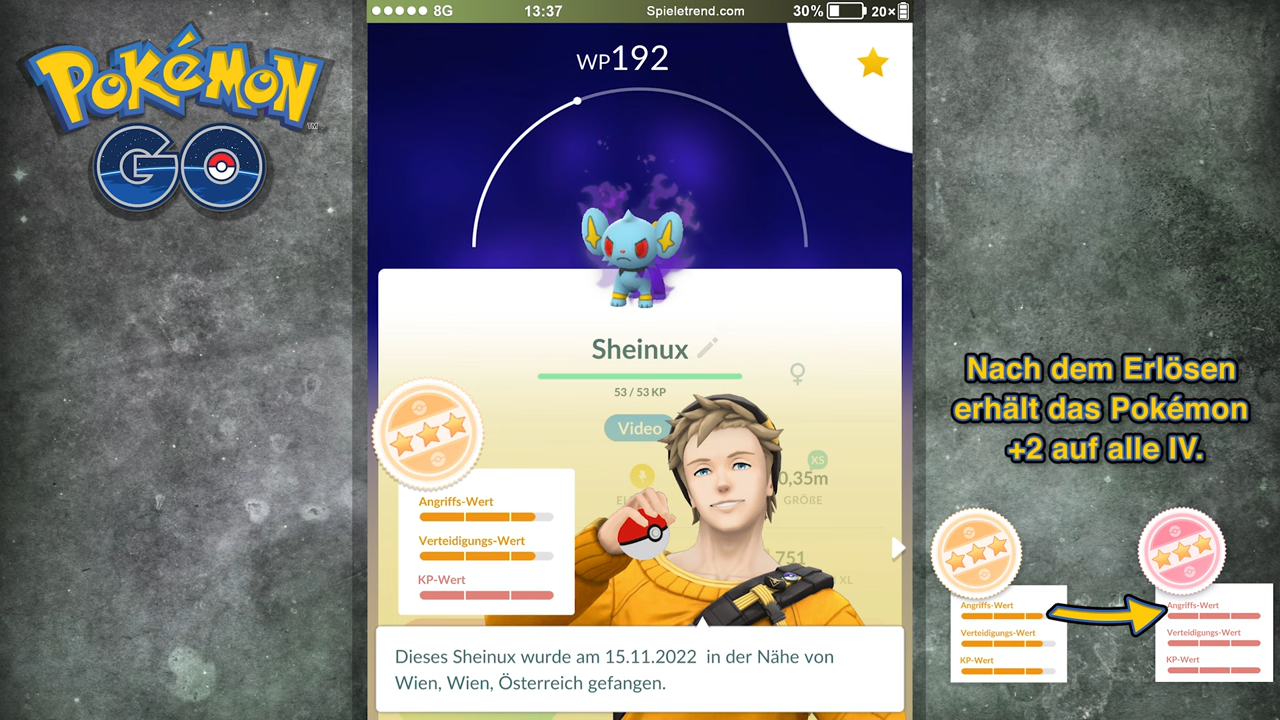 POKÉMON
GO
TM
8G 13:37 Spieletrend.com 30% 20×
WP192
Sheinux
53 / 53 KP
Video
XS
0,35m
EL
GRÖSSE
Angriffs-Wert
Verteidigungs-Wert
KP-Wert
.751
XL
Dieses Sheinux wurde am 15.11.2022 in der Nähe von
Wien, Wien, Österreich gefangen.
Nach dem Erlösen
erhält das Pokémon
+2 auf alle IV.
Angriffs-Wert
Verteidigungs-Wert
KP-Wert
Angriffs-Wert
Verteidigungs-Wert
KP-Wert